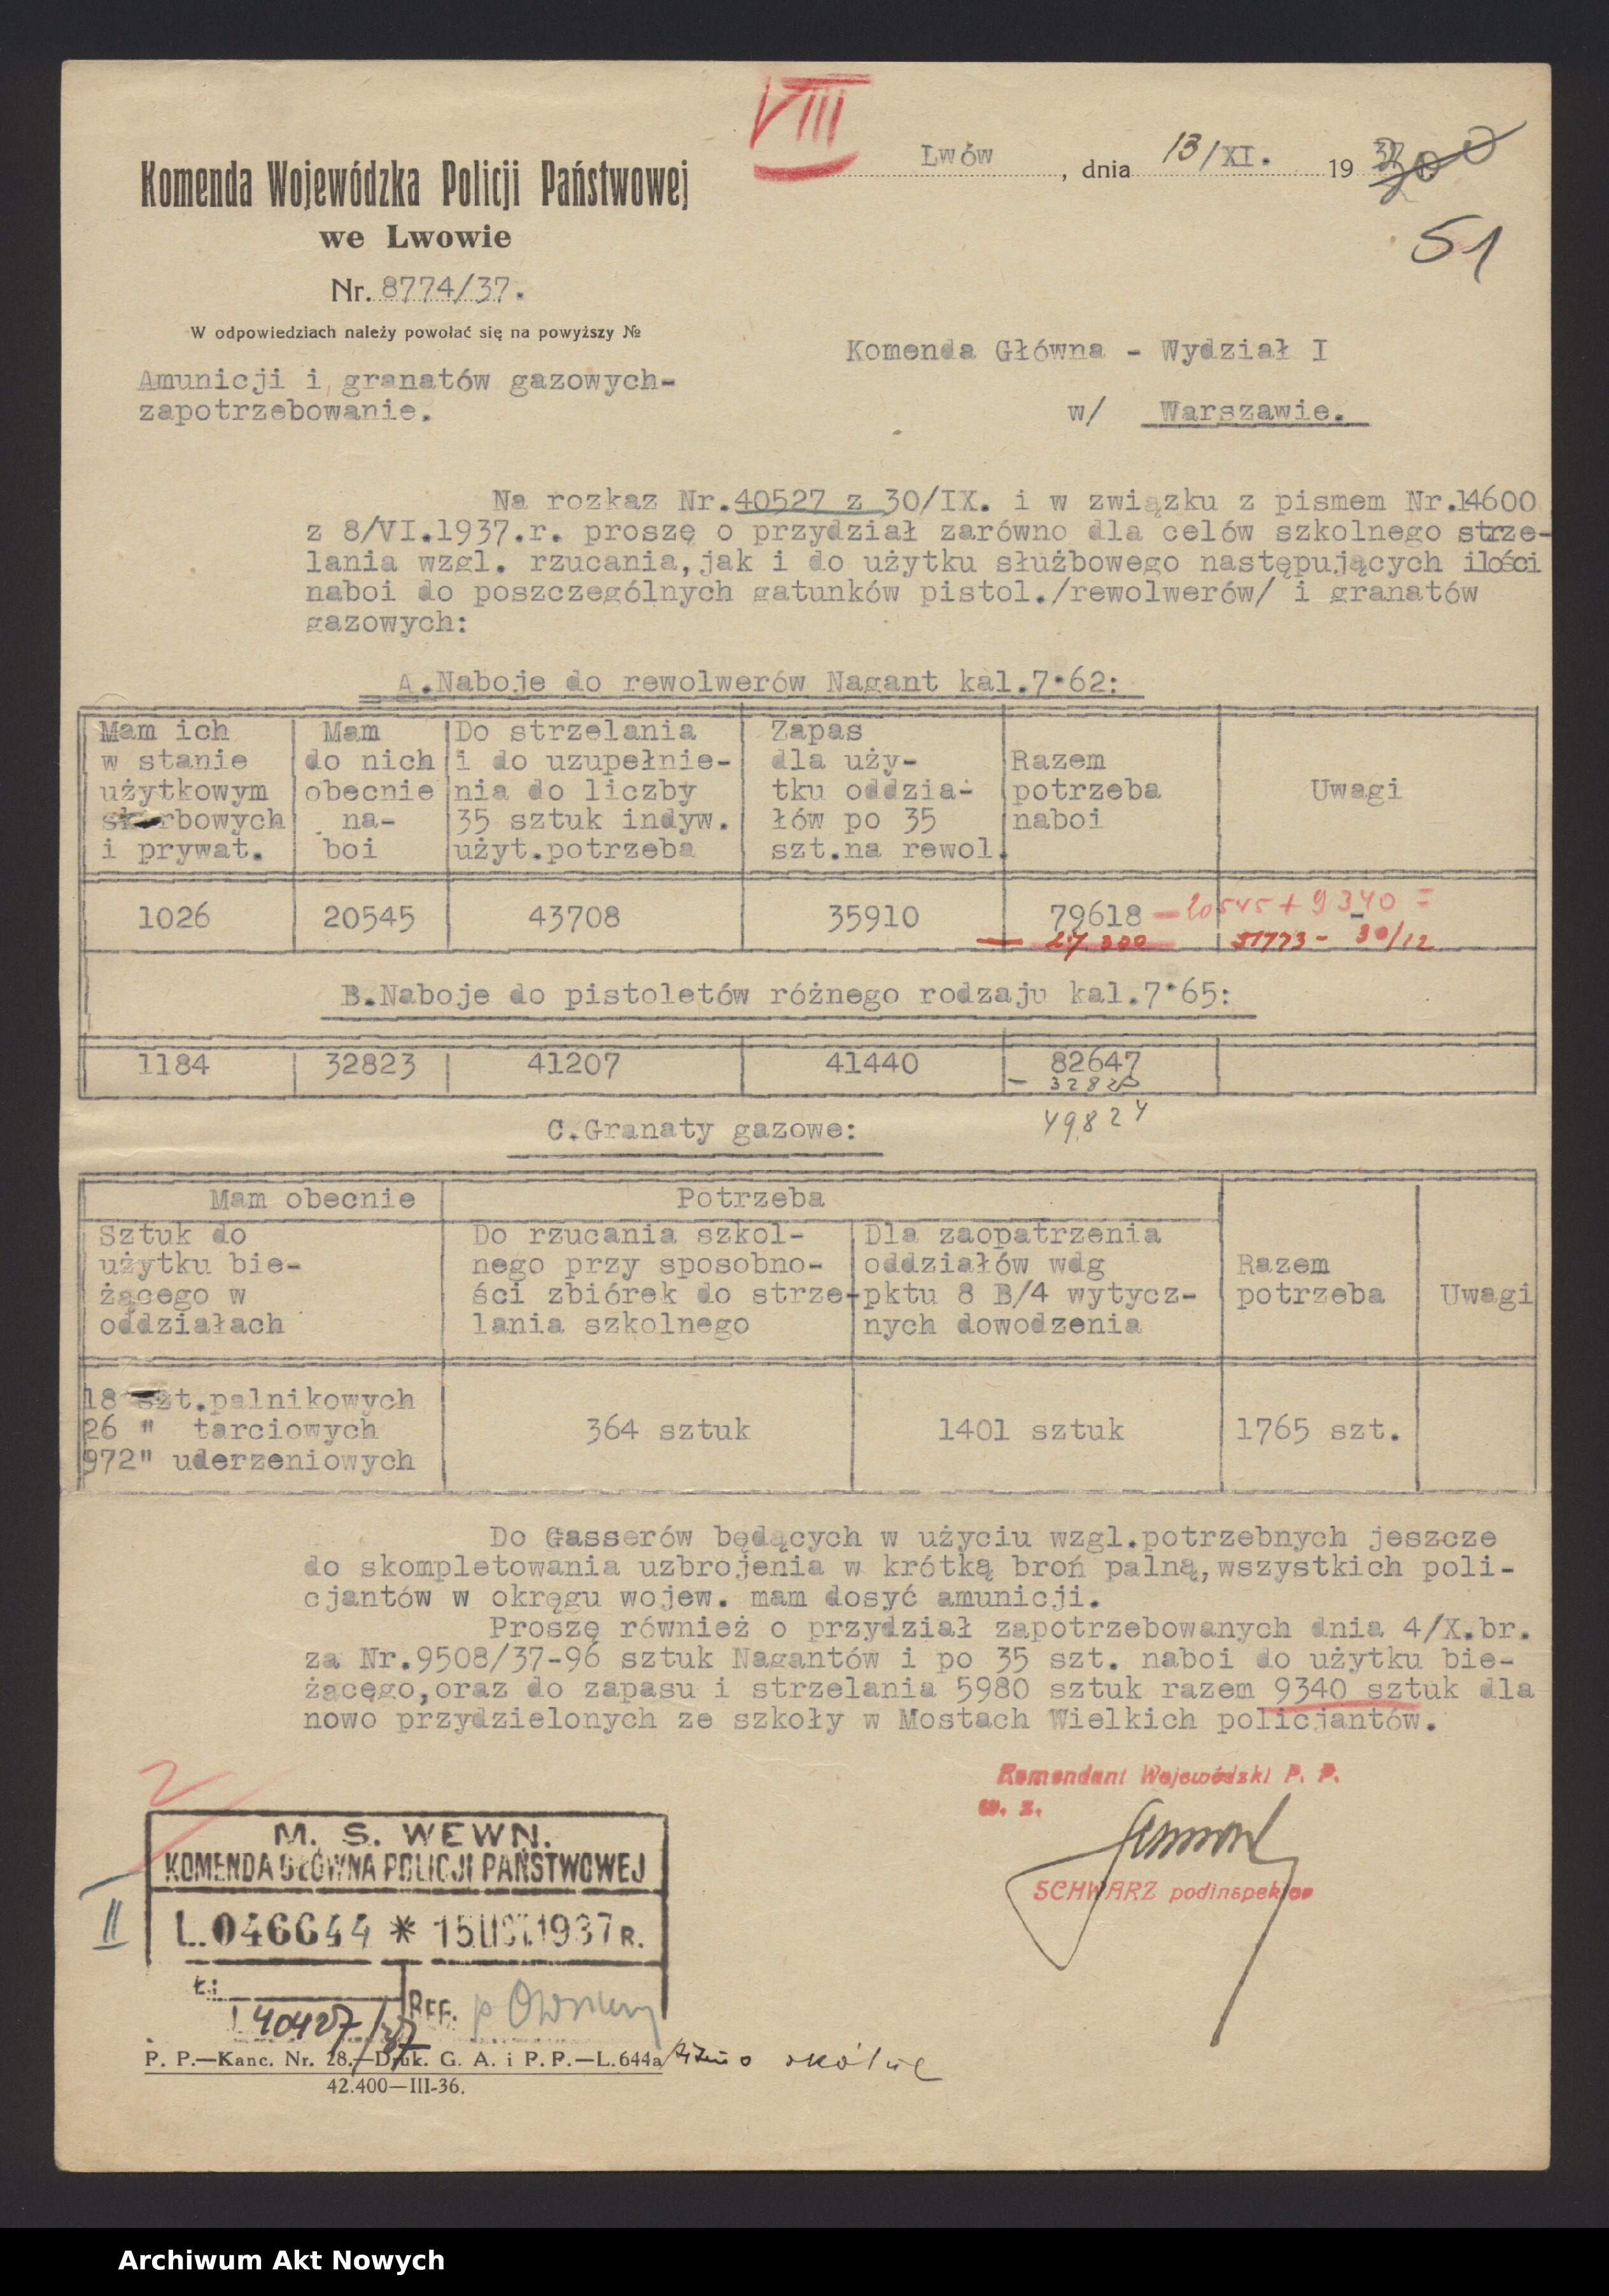 VIII
Lwów, dnia 13/XI. 19 37
51
Komenda Wojewódzka Policji Państwowej
we Lwowie
Nr. 8774/37.
W odpowiedziach należy powołać się na powyższy №
Komenda Główna - Wydział I
w/ Warszawie.
Amunicji i granatów gazowych-
zapotrzebowanie.
Na rozkaz Nr.40527 z 30/IX. i w związku z pismem Nr.14600
z 8/VI.1937.r. proszę o przydział zarówno dla celów szkolnego strze-
lania wzgl. rzucania,jak i do użytku służbowego następujących ilości
naboi do poszczególnych gatunków pistol./rewolwerów/ i granatów
gazowych:
A.Naboje do rewolwerów Nagant kal.7·62:
Mam ich
w stanie
użytkowym
skarbowych
i prywat.
Mam
do nich
obecnie
na-
boi
Do strzelania
i do uzupełnie-
nia do liczby
35 sztuk indyw.
użyt.potrzeba
Zapas
dla uży-
tku oddzia-
łów po 35
szt.na rewol.
Razem
potrzeba
naboi
Uwagi
1026 20545 43708 35910 79618 - 20545 + 9340 =
- 27 300 51773 - 30/12
B.Naboje do pistoletów różnego rodzaju kal.7·65:
1184 32823 41207 41440 82647
- 32823
49824
C.Granaty gazowe:
Mam obecnie
Potrzeba
Sztuk do
użytku bie-
żącego w
oddziałach
Do rzucania szkol-
nego przy sposobno-
ści zbiórek do strze-
lania szkolnego
Dla zaopatrzenia
oddziałów wdg
pktu 8 B/4 wytycz-
nych dowodzenia
Razem
potrzeba
Uwagi
18 szt.palnikowych
26 " tarciowych
972" uderzeniowych
364 sztuk
1401 sztuk
1765 szt.
Do Gasserów będących w użyciu wzgl.potrzebnych jeszcze
do skompletowania uzbrojenia w krótką broń palną,wszystkich poli-
cjantów w okręgu wojew. mam dosyć amunicji.
Proszę również o przydział zapotrzebowanych dnia 4/X.br.
za Nr.9508/37-96 sztuk Nagantów i po 35 szt. naboi do użytku bie-
żącego,oraz do zapasu i strzelania 5980 sztuk razem 9340 sztuk dla
nowo przydzielonych ze szkoły w Mostach Wielkich policjantów.
Komendant Wojewódzki P. P.
w. z.
SCHWARZ podinspektor
M. S. WEWN.
KOMENDA GŁÓWNA POLICJI PAŃSTWOWEJ
L. 046644 * 15 LIST. 1937 R.
II
Ł:
REF.
40427/37
P. P.—Kanc. Nr. 28.—Druk. G. A. i P. P.—L. 644a
pismo okólne
42.400—III-36.
Archiwum Akt Nowych